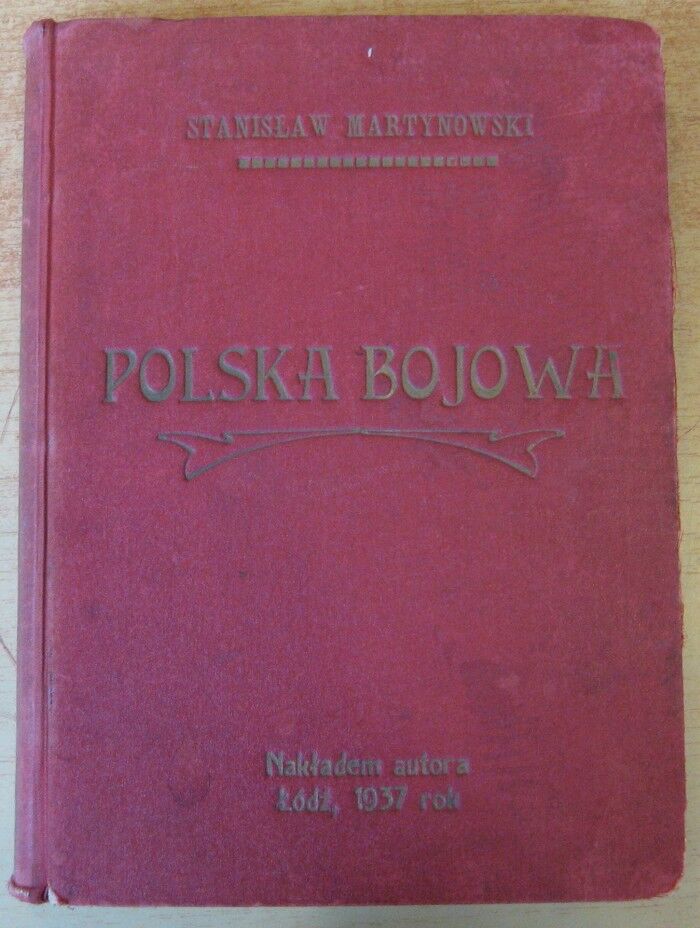 STANISŁAW MARTYNOWSKI
POLSKA BOJOWA
Nakładem autora
Łódź, 1937 rok